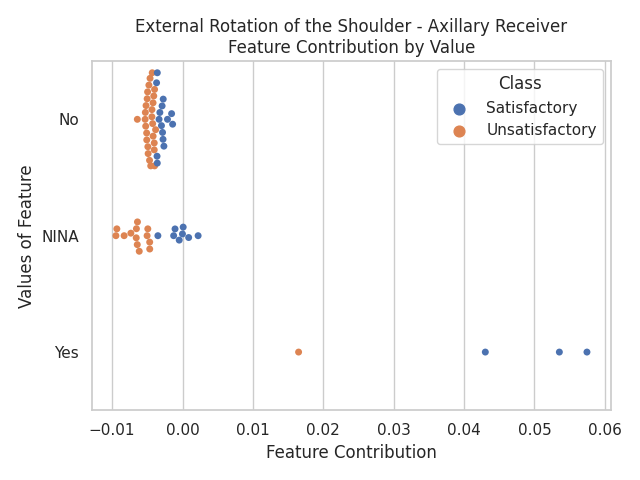 External Rotation of the Shoulder - Axillary Receiver
Feature Contribution by Value
Class
Satisfactory
Unsatisfactory
No
NINA
Yes
Values of Feature
−0.01 0.00 0.01 0.02 0.03 0.04 0.05 0.06
Feature Contribution